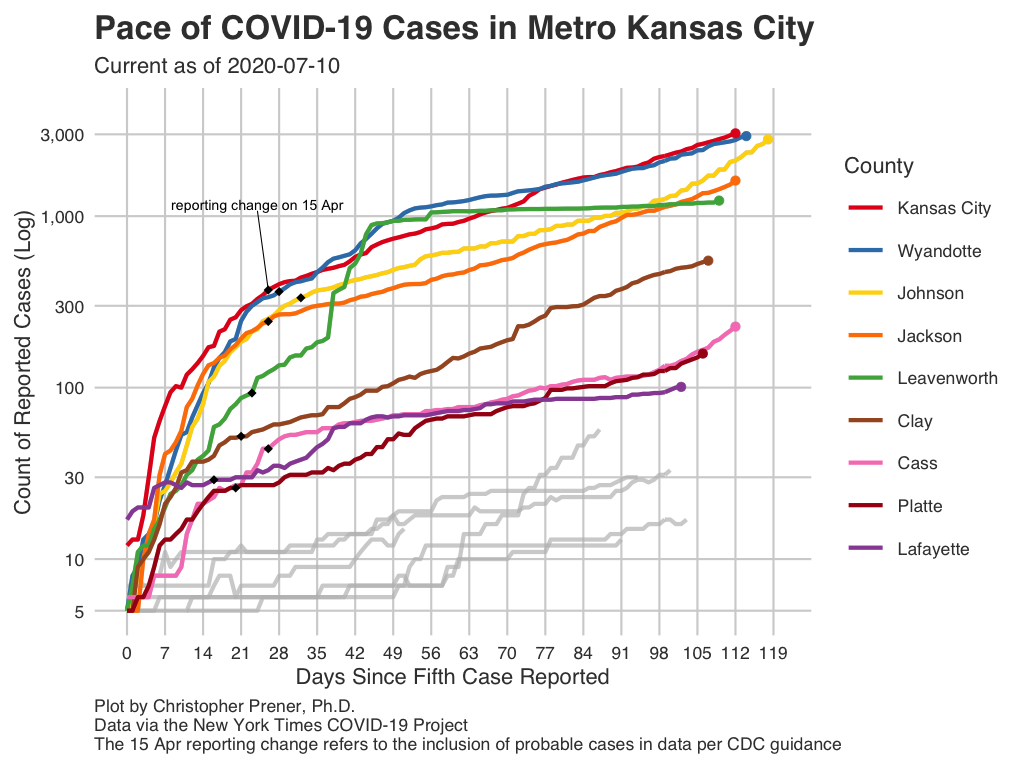 Pace of COVID-19 Cases in Metro Kansas City
Current as of 2020-07-10
Count of Reported Cases (Log)
3,000
1,000
300
100
30
10
5
reporting change on 15 Apr
0 7 14 21 28 35 42 49 56 63 70 77 84 91 98 105 112 119
Days Since Fifth Case Reported
County
Kansas City
Wyandotte
Johnson
Jackson
Leavenworth
Clay
Cass
Platte
Lafayette
Plot by Christopher Prener, Ph.D.
Data via the New York Times COVID-19 Project
The 15 Apr reporting change refers to the inclusion of probable cases in data per CDC guidance